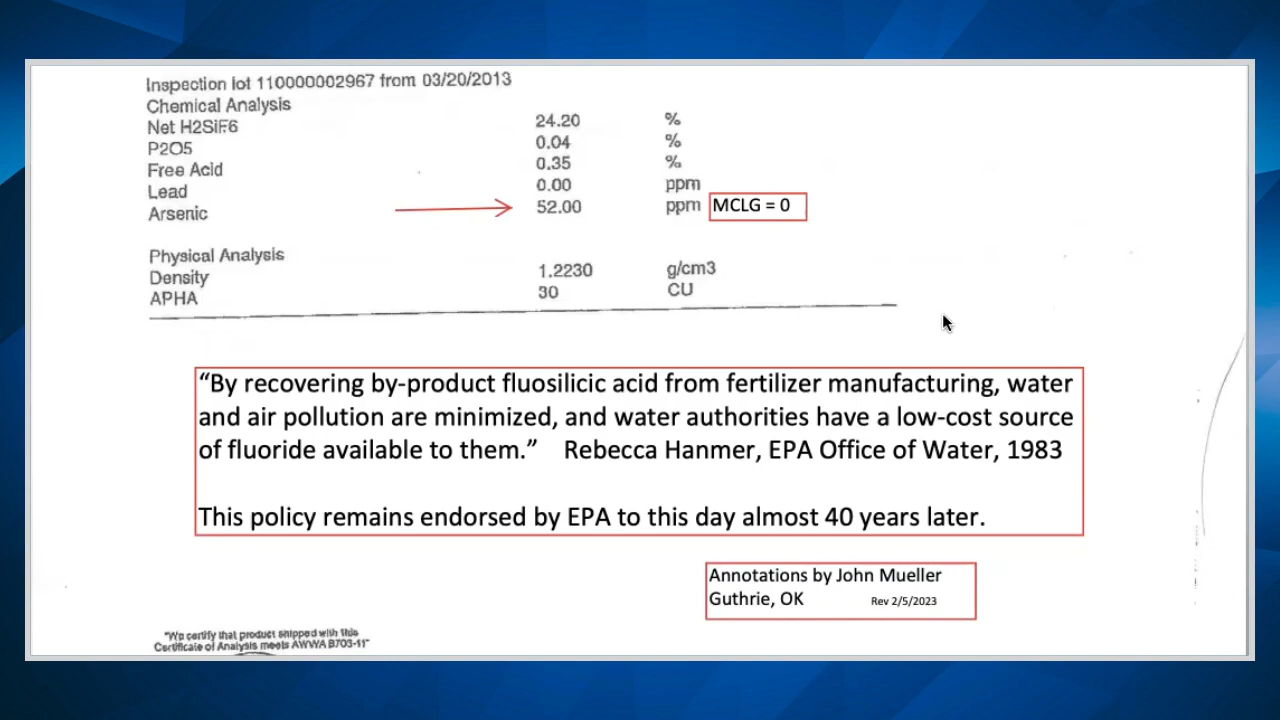 Inspection lot 110000002967 from 03/20/2013
Chemical Analysis
Net H2SiF6 24.20 %
P2O5 0.04 %
Free Acid 0.35 %
Lead 0.00 ppm
Arsenic 52.00 ppm MCLG = 0
Physical Analysis
Density 1.2230 g/cm3
APHA 30 CU
“By recovering by-product fluosilicic acid from fertilizer manufacturing, water
and air pollution are minimized, and water authorities have a low-cost source
of fluoride available to them.” Rebecca Hanmer, EPA Office of Water, 1983
This policy remains endorsed by EPA to this day almost 40 years later.
Annotations by John Mueller
Guthrie, OK Rev 2/5/2023
"We certify that product shipped with this
Certificate of Analysis meets AWWA B703-11"